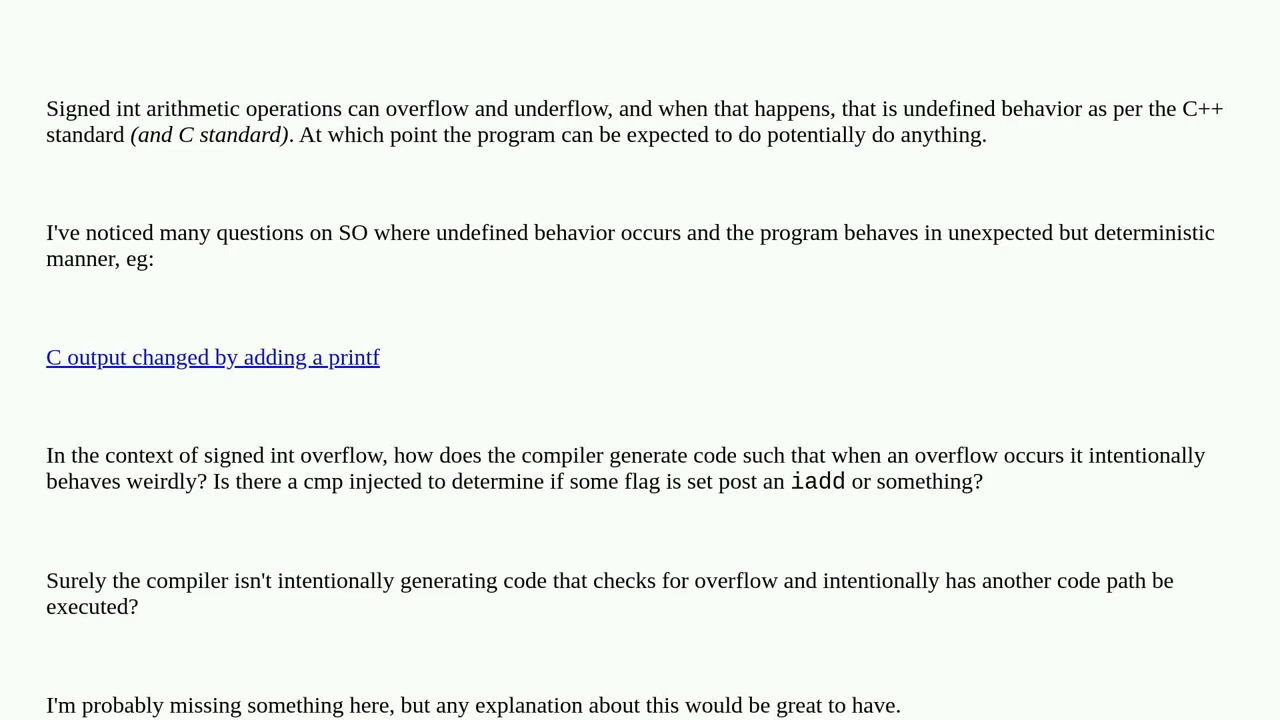 Signed int arithmetic operations can overflow and underflow, and when that happens, that is undefined behavior as per the C++
standard (and C standard). At which point the program can be expected to do potentially do anything.
I've noticed many questions on SO where undefined behavior occurs and the program behaves in unexpected but deterministic
manner, eg:
C output changed by adding a printf
In the context of signed int overflow, how does the compiler generate code such that when an overflow occurs it intentionally
behaves weirdly? Is there a cmp injected to determine if some flag is set post an iadd or something?
Surely the compiler isn't intentionally generating code that checks for overflow and intentionally has another code path be
executed?
I'm probably missing something here, but any explanation about this would be great to have.